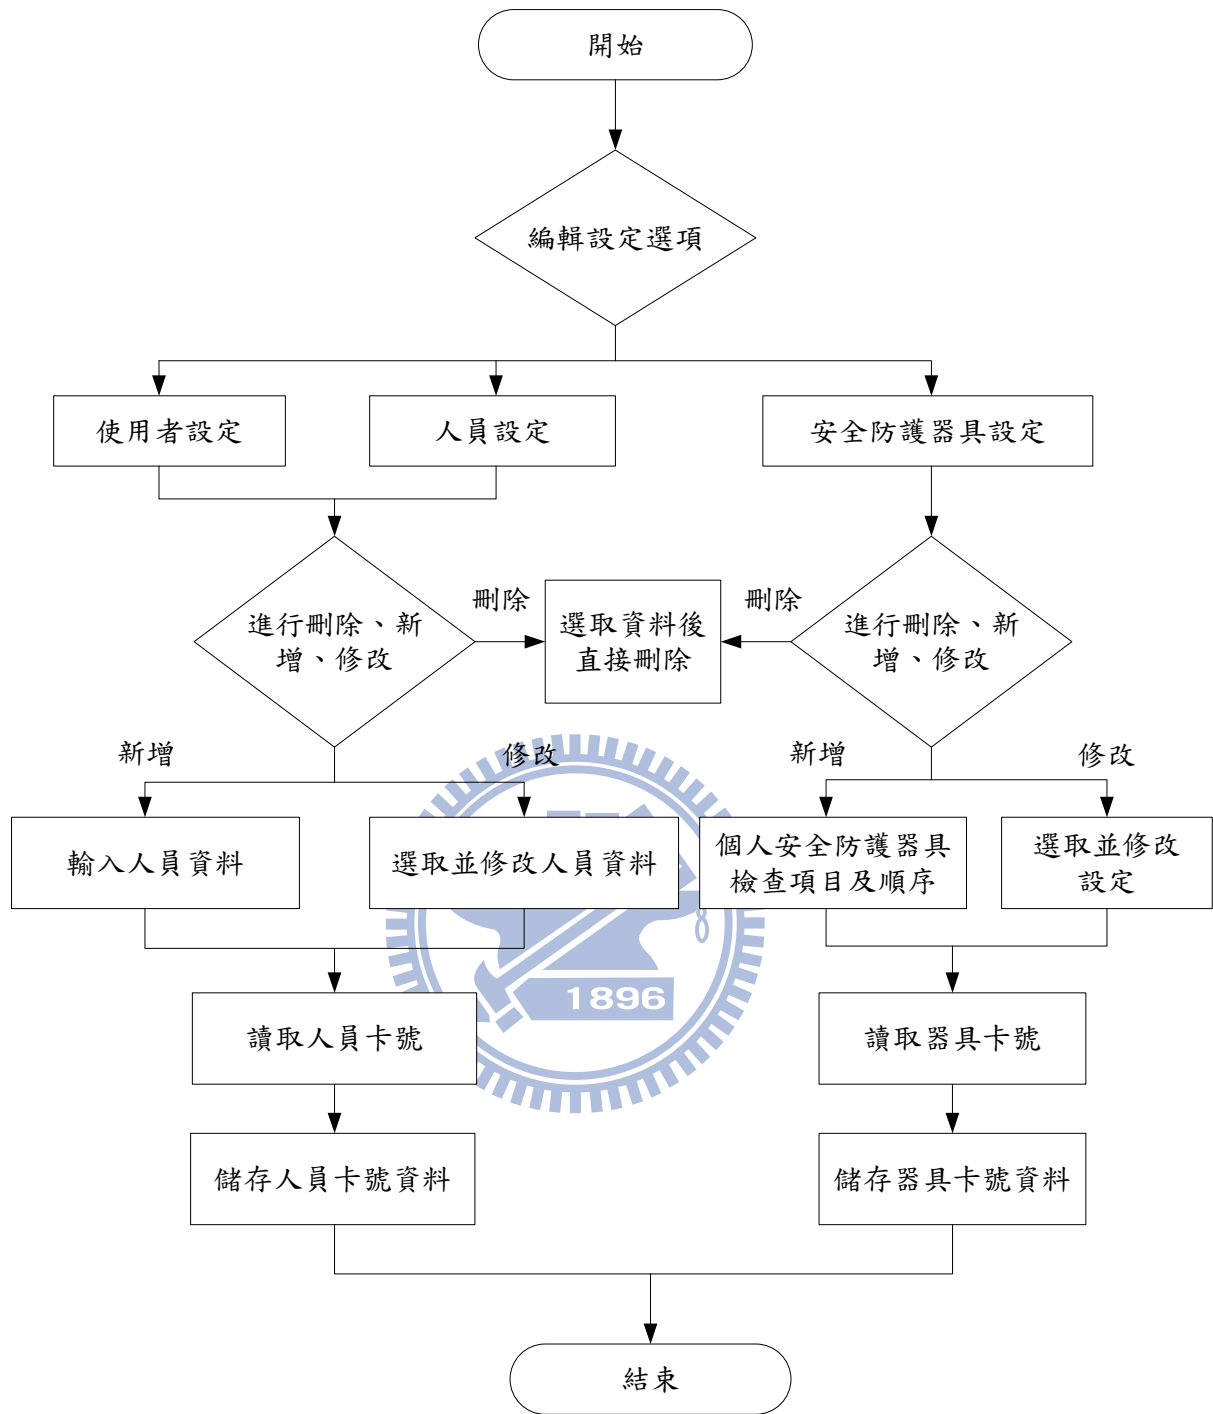 開始
編輯設定選項
使用者設定
人員設定
安全防護器具設定
進行刪除、新
增、修改
刪除
選取資料後
直接刪除
刪除
進行刪除、新
增、修改
新增
修改
新增
修改
輸入人員資料
選取並修改人員資料
個人安全防護器具
檢查項目及順序
選取並修改
設定
1896
讀取人員卡號
讀取器具卡號
儲存人員卡號資料
儲存器具卡號資料
結束